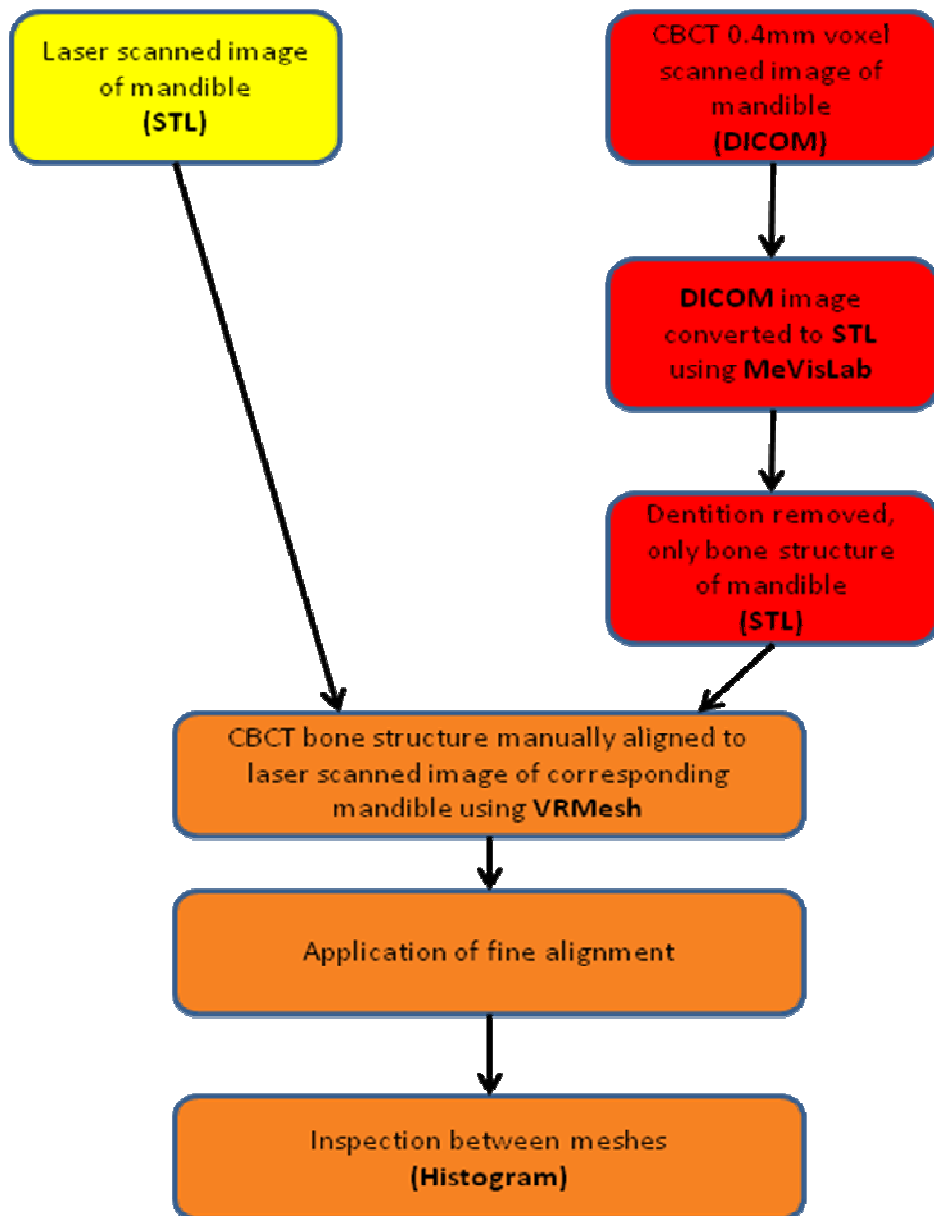 Laser scanned image
of mandible
(STL)
CBCT 0.4mm voxel
scanned image of
mandible
(DICOM)
DICOM image
converted to STL
using MeVisLab
Dentition removed,
only bone structure
of mandible
(STL)
CBCT bone structure manually aligned to
laser scanned image of corresponding
mandible using VRMesh
Application of fine alignment
Inspection between meshes
(Histogram)